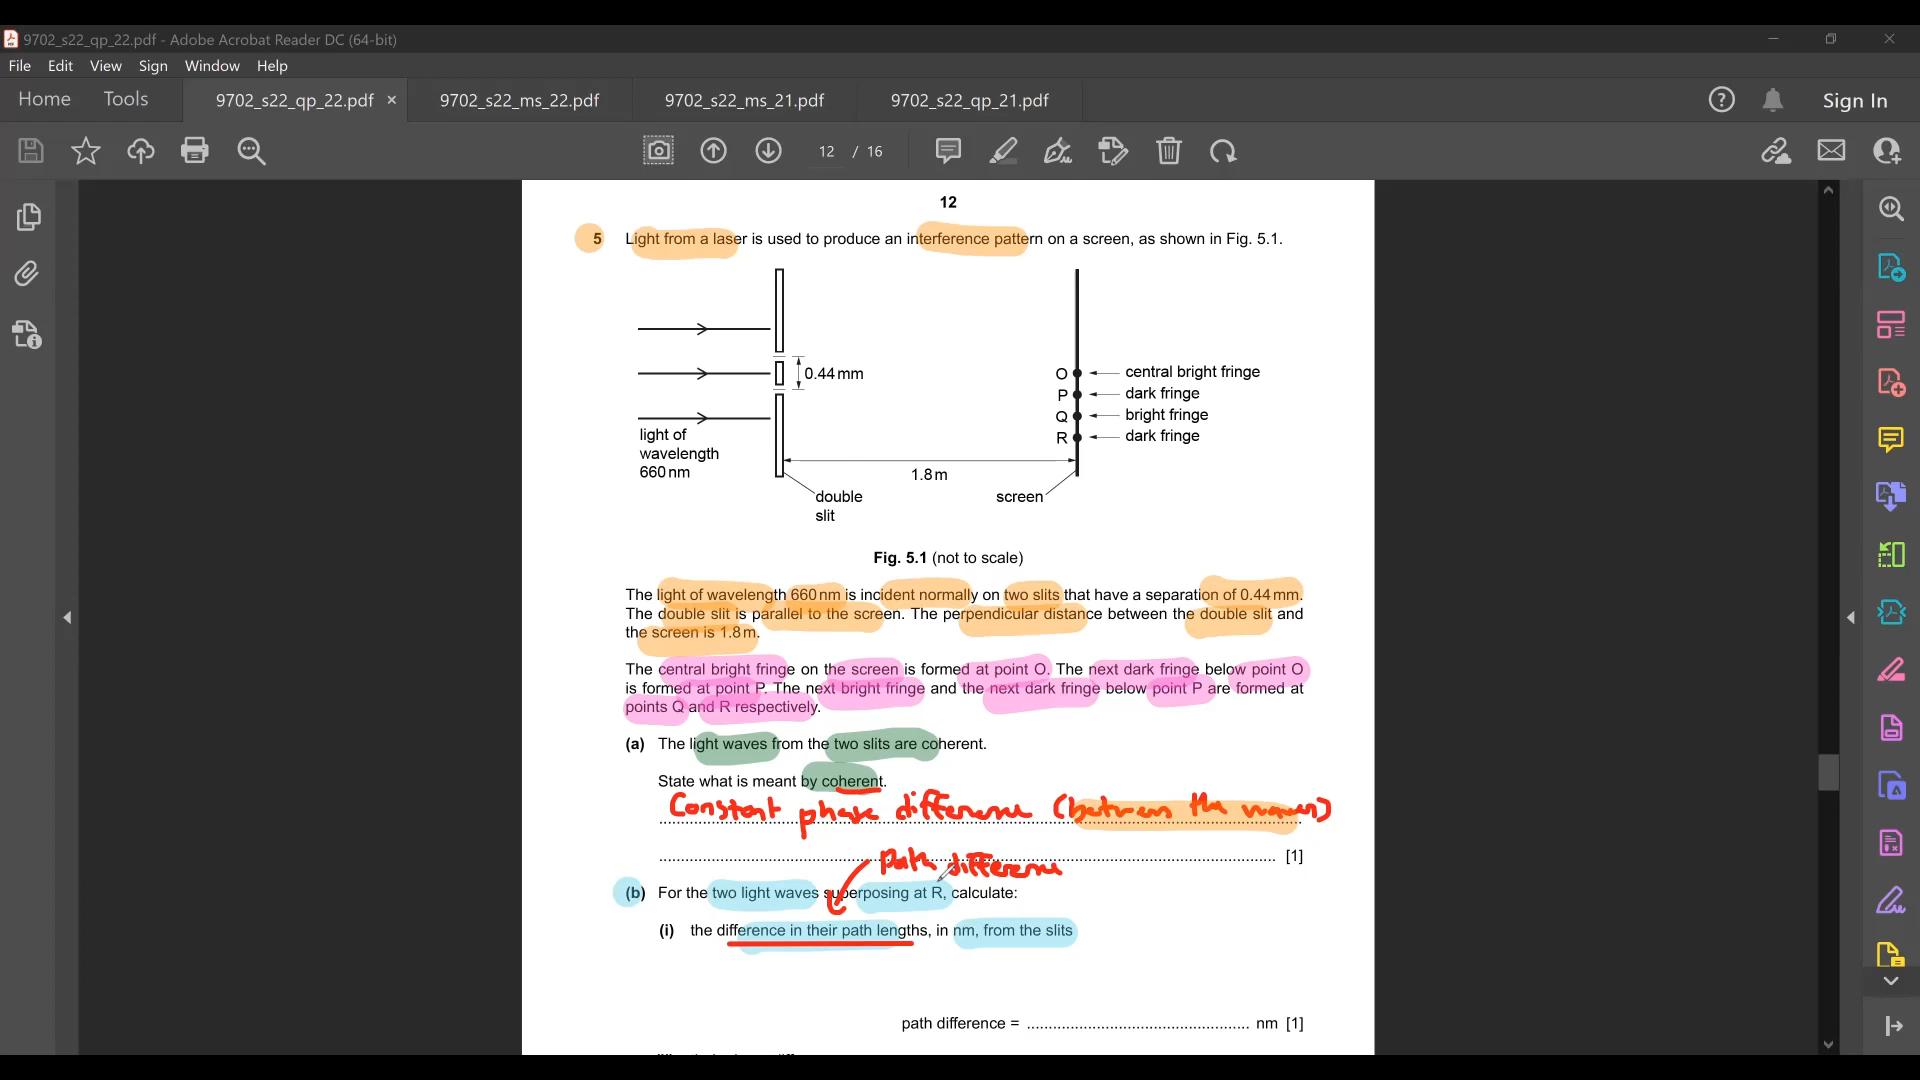 9702_s22_qp_22.pdf - Adobe Acrobat Reader DC (64-bit)
File Edit View Sign Window Help
Home Tools 9702_s22_qp_22.pdf × 9702_s22_ms_22.pdf 9702_s22_ms_21.pdf 9702_s22_qp_21.pdf Sign In
12 / 16
12
5 Light from a laser is used to produce an interference pattern on a screen, as shown in Fig. 5.1.
0.44 mm
O central bright fringe
P dark fringe
Q bright fringe
R dark fringe
light of
wavelength
660 nm
1.8 m
double
slit
screen
Fig. 5.1 (not to scale)
The light of wavelength 660 nm is incident normally on two slits that have a separation of 0.44 mm.
The double slit is parallel to the screen. The perpendicular distance between the double slit and
the screen is 1.8 m.
The central bright fringe on the screen is formed at point O. The next dark fringe below point O
is formed at point P. The next bright fringe and the next dark fringe below point P are formed at
points Q and R respectively.
(a) The light waves from the two slits are coherent.
State what is meant by coherent.
Constant phase difference (between the waves)
[1]
Path difference
(b) For the two light waves superposing at R, calculate:
(i) the difference in their path lengths, in nm, from the slits
path difference = .................................................. nm [1]